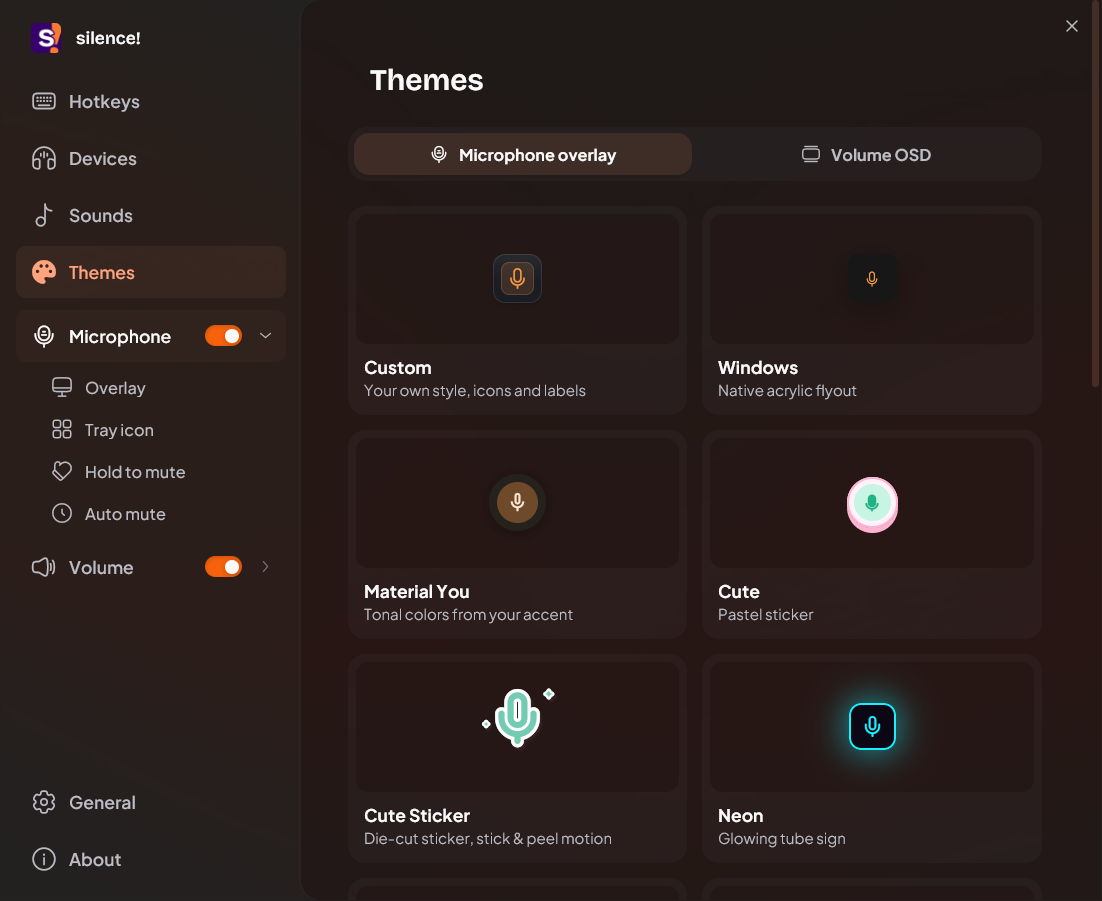 silence!
Hotkeys
Devices
Sounds
Themes
Microphone
Overlay
Tray icon
Hold to mute
Auto mute
Volume
General
About
Themes
Microphone overlay
Volume OSD
Custom
Your own style, icons and labels
Windows
Native acrylic flyout
Material You
Tonal colors from your accent
Cute
Pastel sticker
Cute Sticker
Die-cut sticker, stick & peel motion
Neon
Glowing tube sign